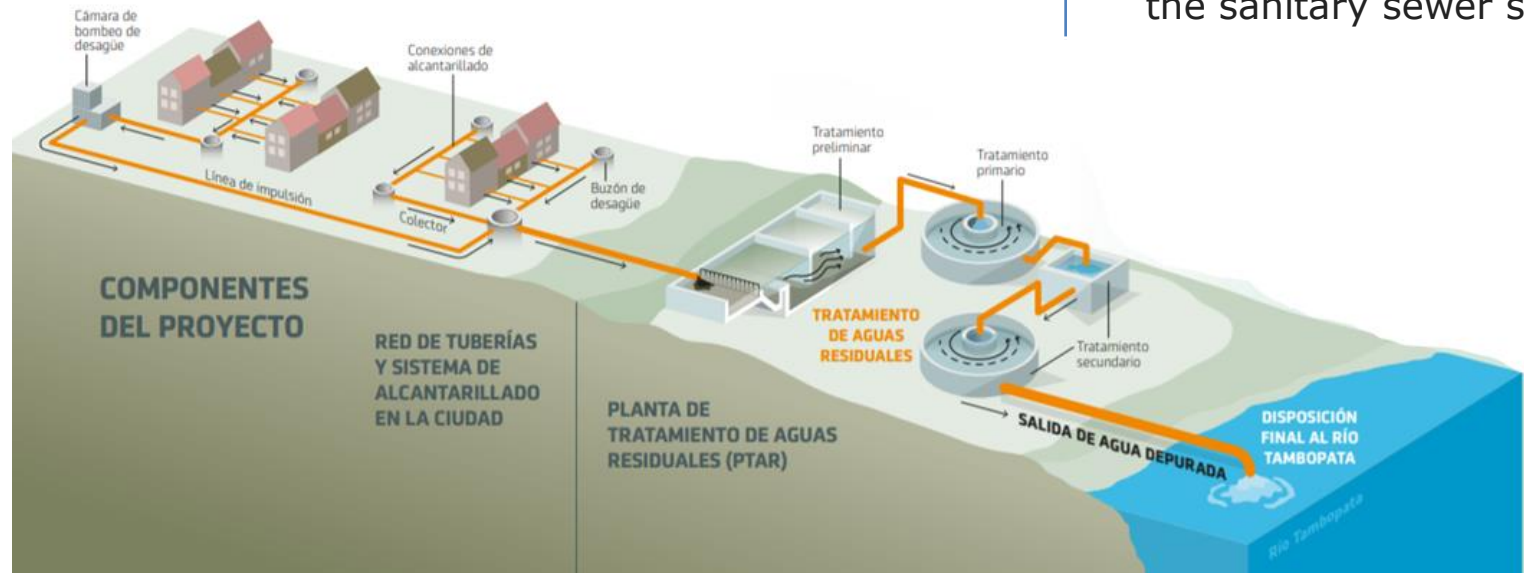 the sanitary sewer s
Cámara de
bombeo de
desagüe
Conexiones de
alcantarillado
Línea de impulsión
Colector
Buzón de
desagüe
Tratamiento
preliminar
Tratamiento
primario
TRATAMIENTO
DE AGUAS
RESIDUALES
Tratamiento
secundario
COMPONENTES
DEL PROYECTO
RED DE TUBERÍAS
Y SISTEMA DE
ALCANTARILLADO
EN LA CIUDAD
PLANTA DE
TRATAMIENTO DE AGUAS
RESIDUALES (PTAR)
SALIDA DE AGUA DEPURADA
DISPOSICIÓN
FINAL AL RÍO
TAMBOPATA
Río Tambopata